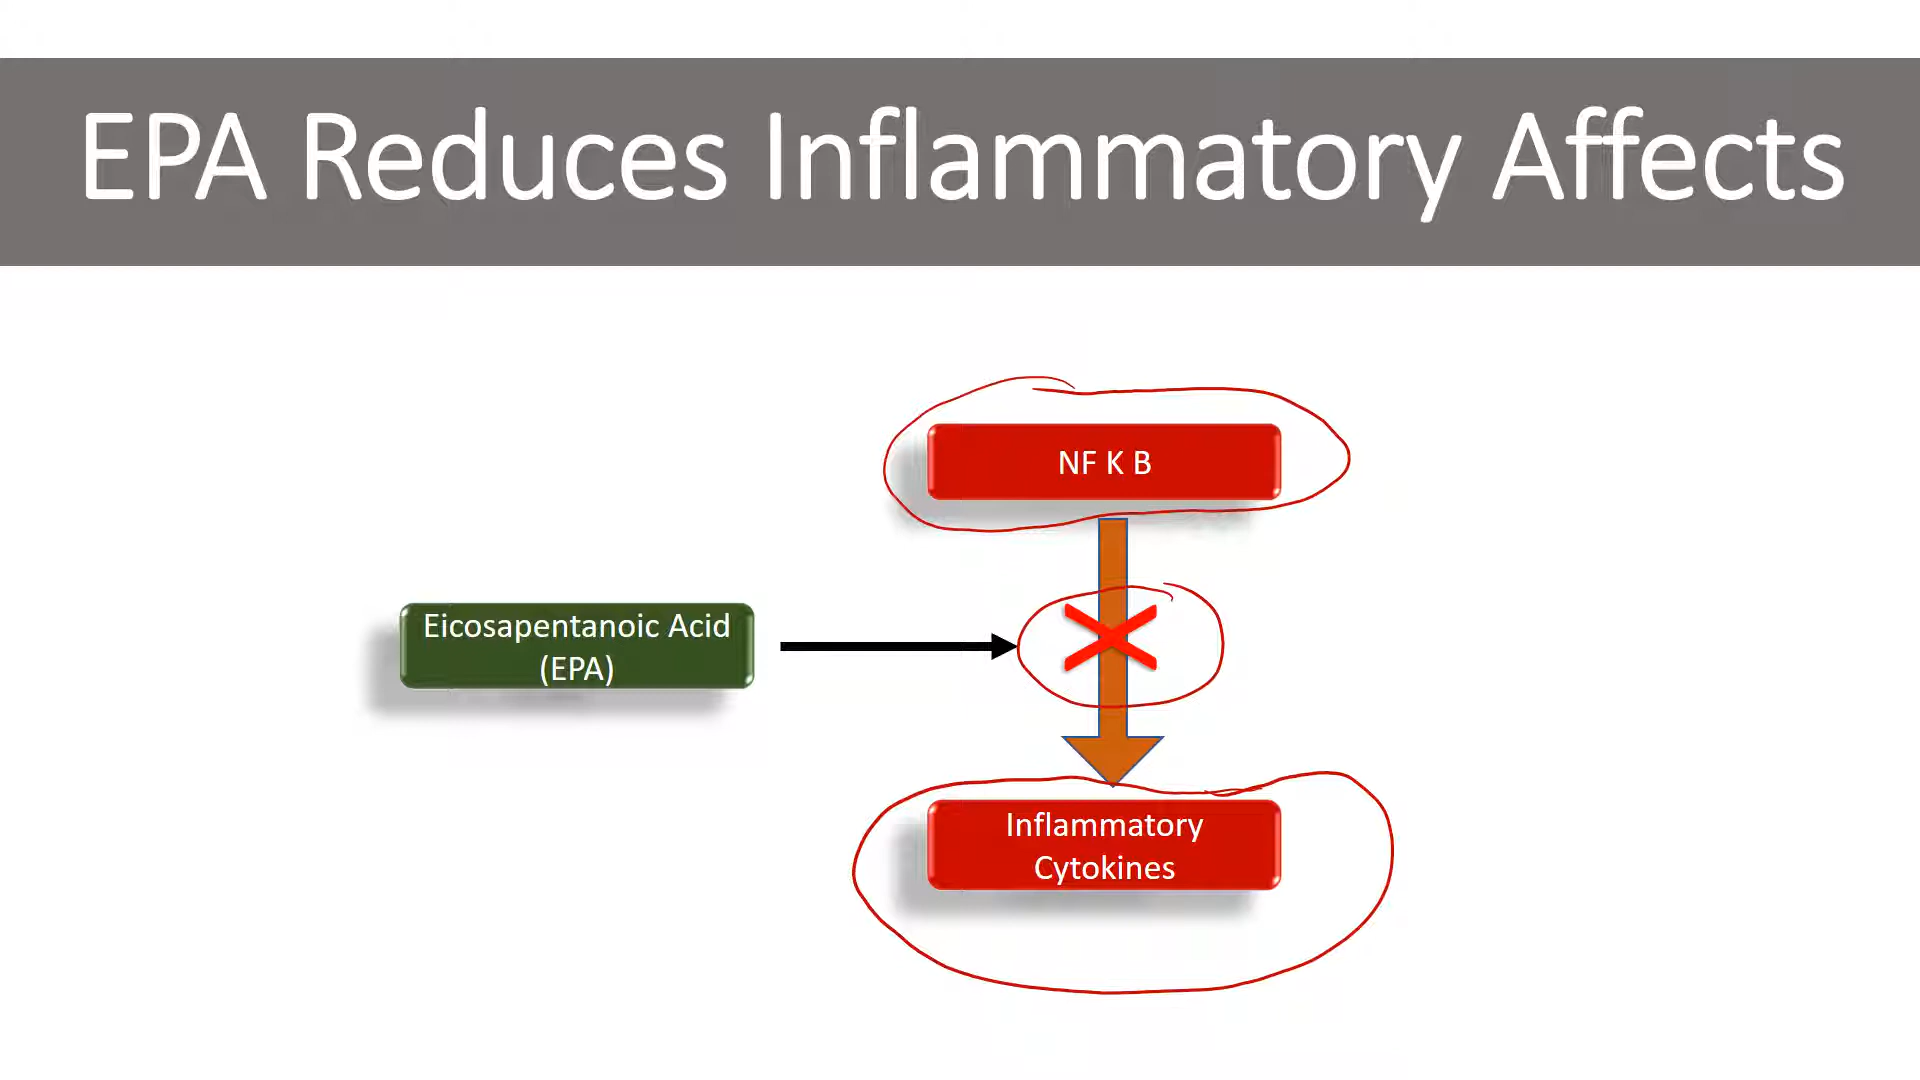 EPA Reduces Inflammatory Affects
NF K B
Eicosapentanoic Acid
(EPA)
Inflammatory
Cytokines